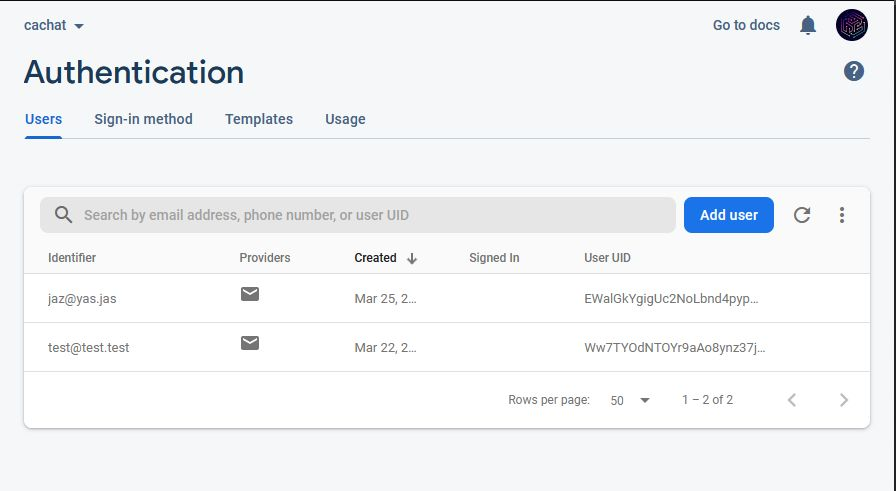 cachat Go to docs
Authentication
Users Sign-in method Templates Usage
Search by email address, phone number, or user UID Add user
Identifier Providers Created Signed In User UID
jaz@yas.jas Mar 25, 2... EWalGkYgigUc2NoLbnd4pyp...
test@test.test Mar 22, 2... Ww7TYOdNTOYr9aAo8ynz37j...
Rows per page: 50 1 – 2 of 2